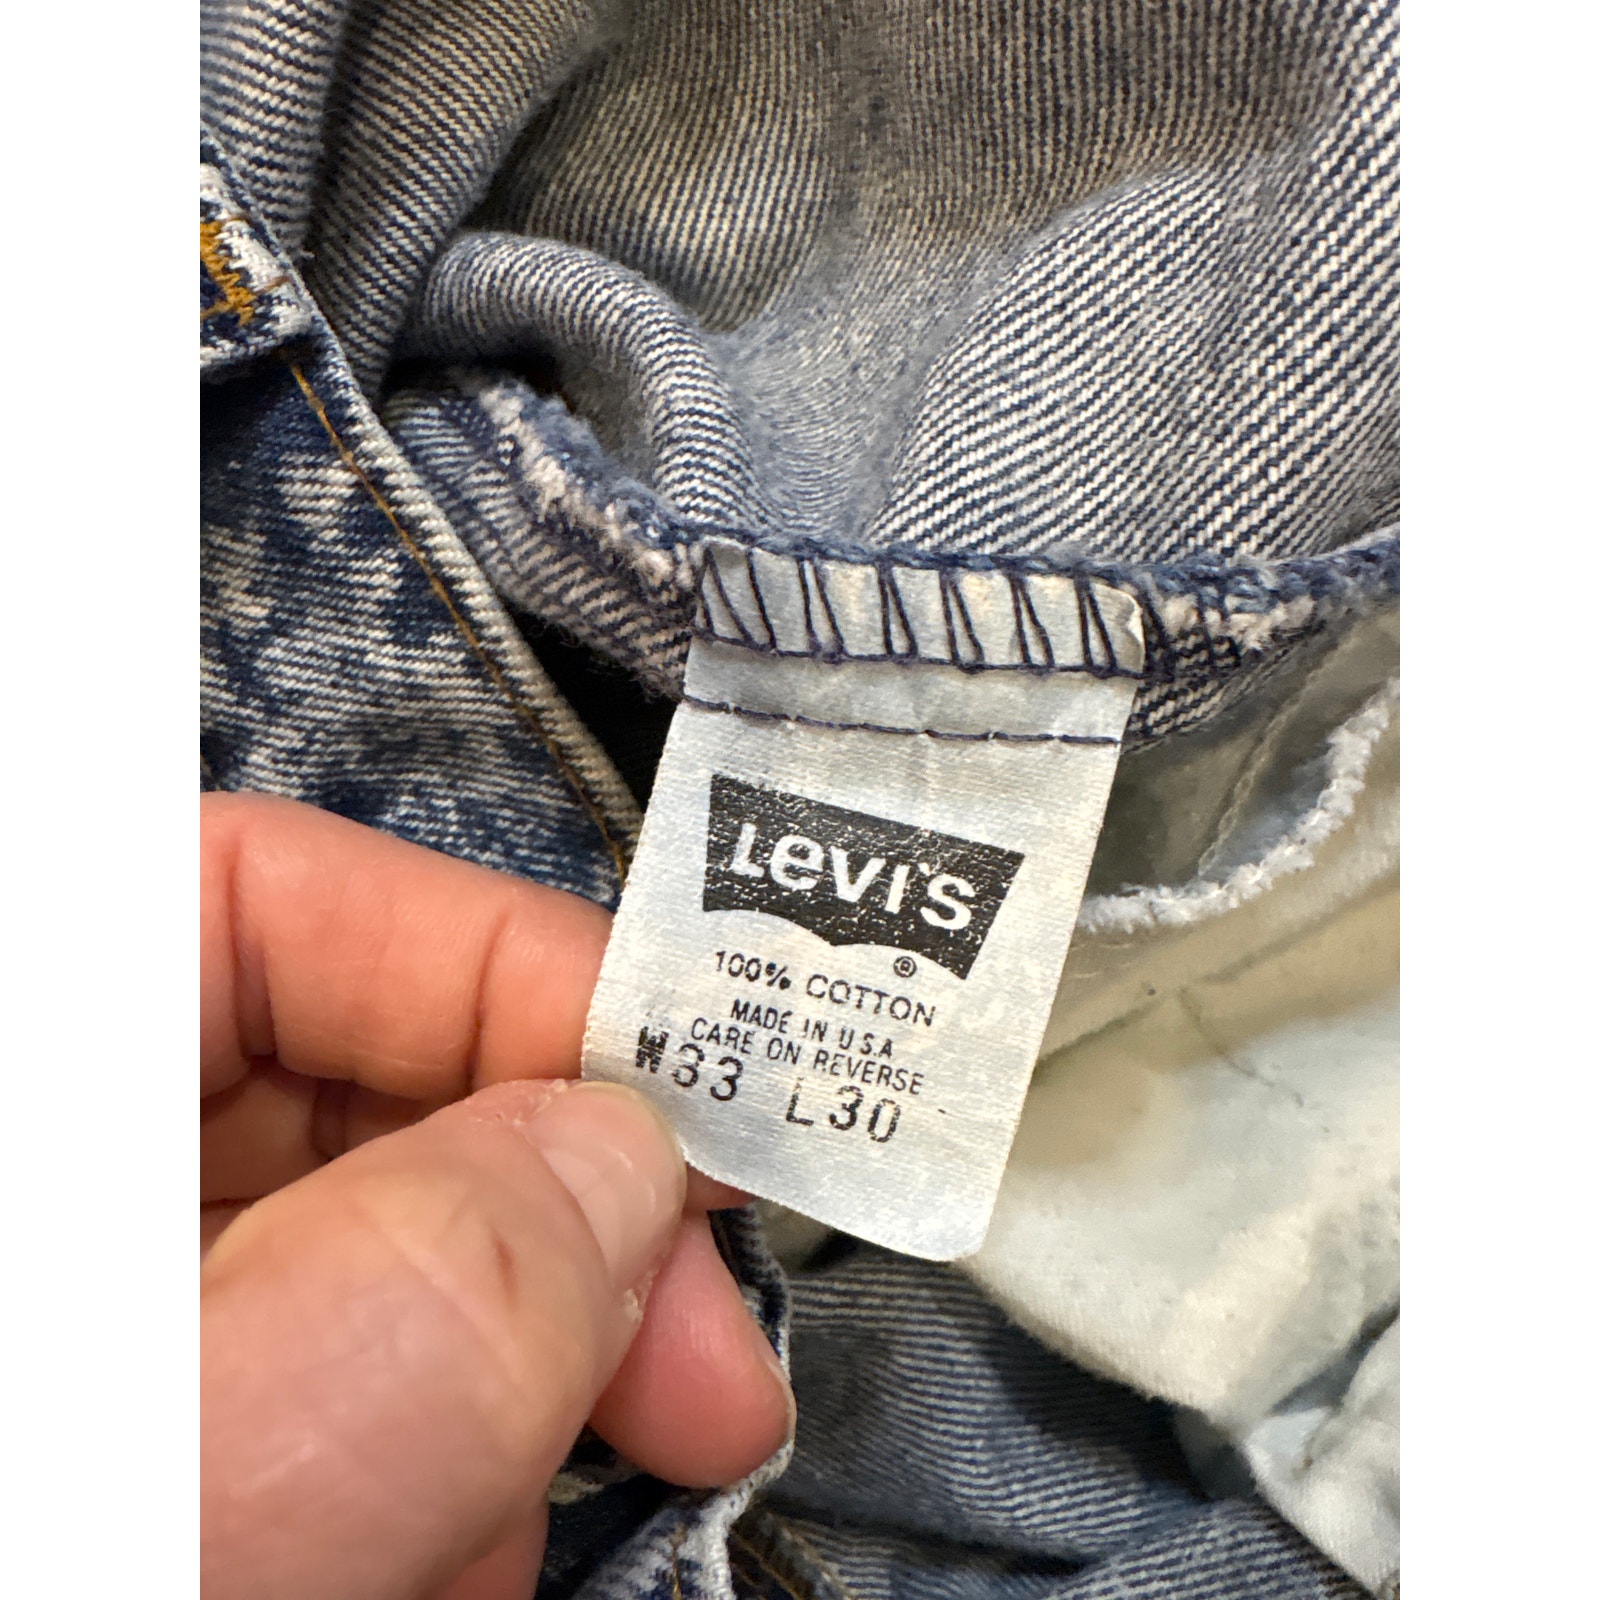 Levi's
®
100% COTTON
MADE IN U.S.A
CARE ON REVERSE
W33 L30